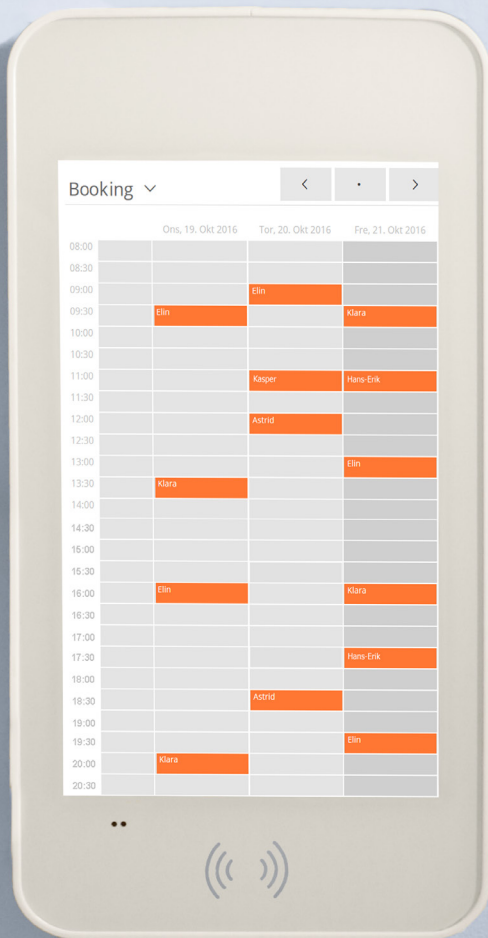 Booking
Ons, 19. Okt 2016 Tor, 20. Okt 2016 Fre, 21. Okt 2016
08:00
08:30
09:00 Elin
09:30 Elin Klara
10:00
10:30
11:00 Kasper Hans-Erik
11:30
12:00 Astrid
12:30
13:00 Elin
13:30 Klara
14:00
14:30
15:00
15:30
16:00 Elin Klara
16:30
17:00
17:30 Hans-Erik
18:00
18:30 Astrid
19:00
19:30 Elin
20:00 Klara
20:30